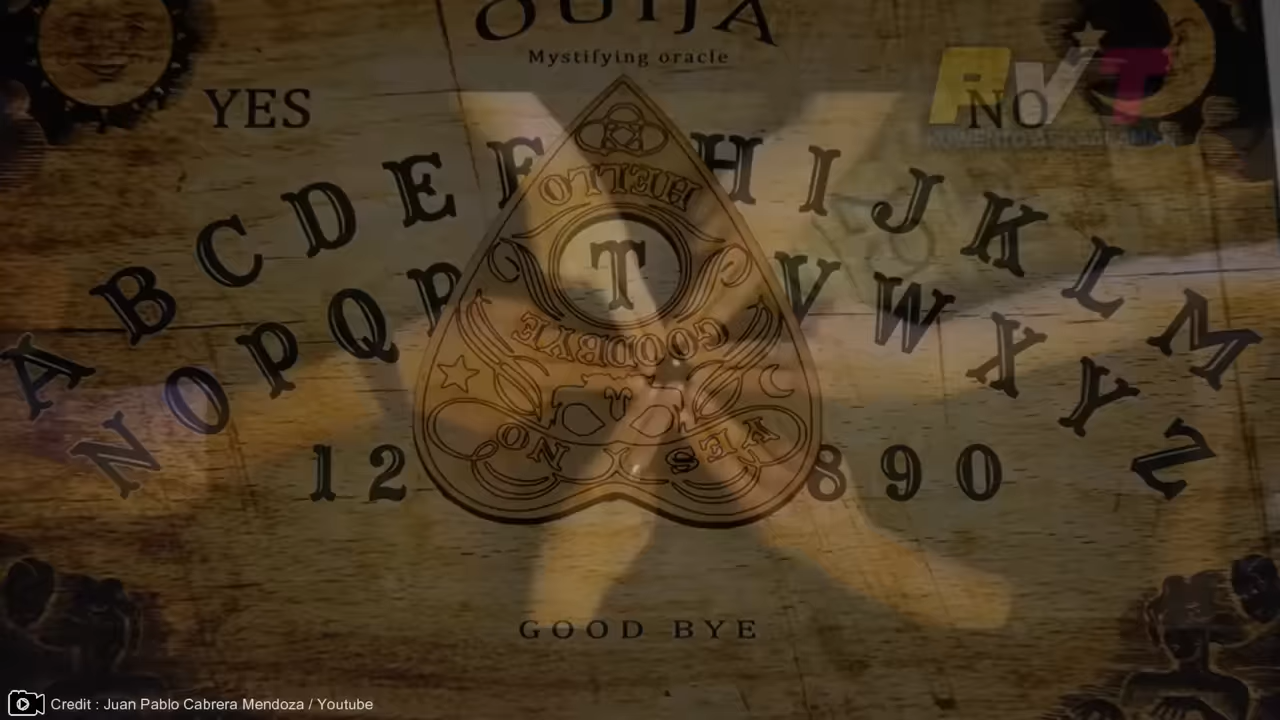 OUIJA
Mystifying oracle
YES
NO
RVT
A B C D E F H I J K L M
HELLO
N O P Q R T V W X Y Z
GOODBYE
1 2 8 9 0
NO YES
GOOD BYE
Credit : Juan Pablo Cabrera Mendoza / Youtube